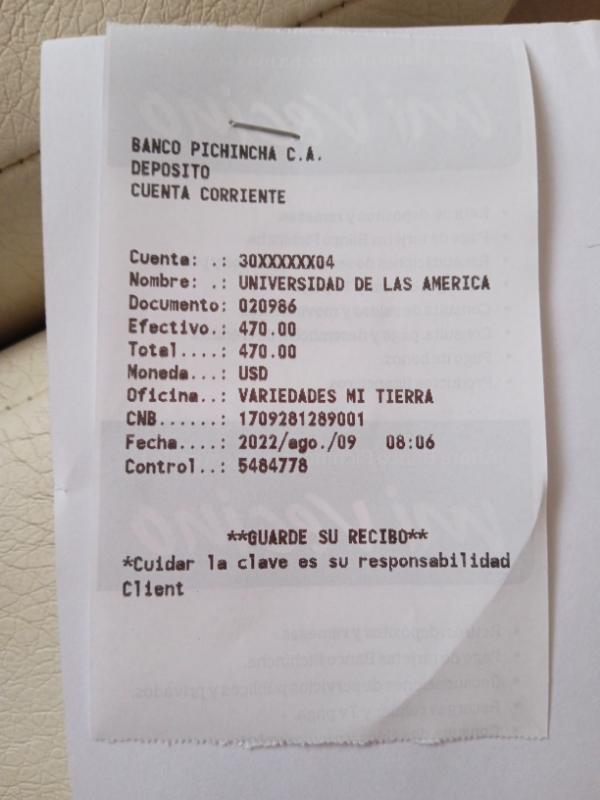 BANCO PICHINCHA C.A.
DEPOSITO
CUENTA CORRIENTE
Cuenta: .: 30XXXXXX04
Nombre: .: UNIVERSIDAD DE LAS AMERICA
Documento: 020986
Efectivo.: 470.00
Total....: 470.00
Moneda...: USD
Oficina..: VARIEDADES MI TIERRA
CNB......: 1709281289001
Fecha....: 2022/ago./09 08:06
Control..: 5484778
**GUARDE SU RECIBO**
*Cuidar la clave es su responsabilidad
Client